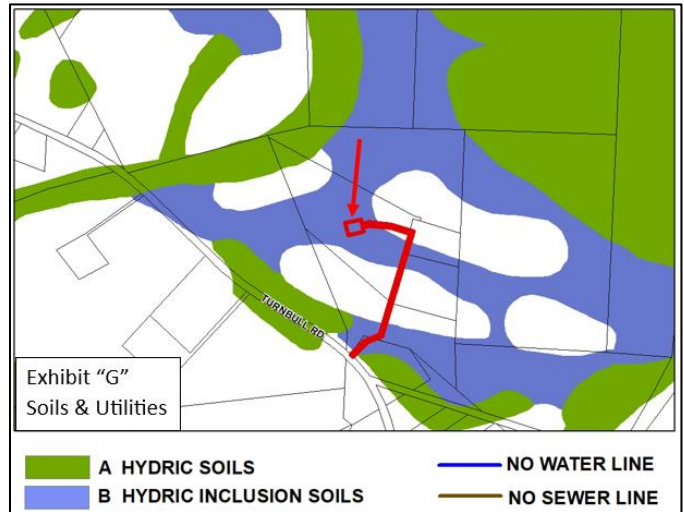 TURNBULL RD
Exhibit “G”
Soils & Utilities
A HYDRIC SOILS
B HYDRIC INCLUSION SOILS
NO WATER LINE
NO SEWER LINE